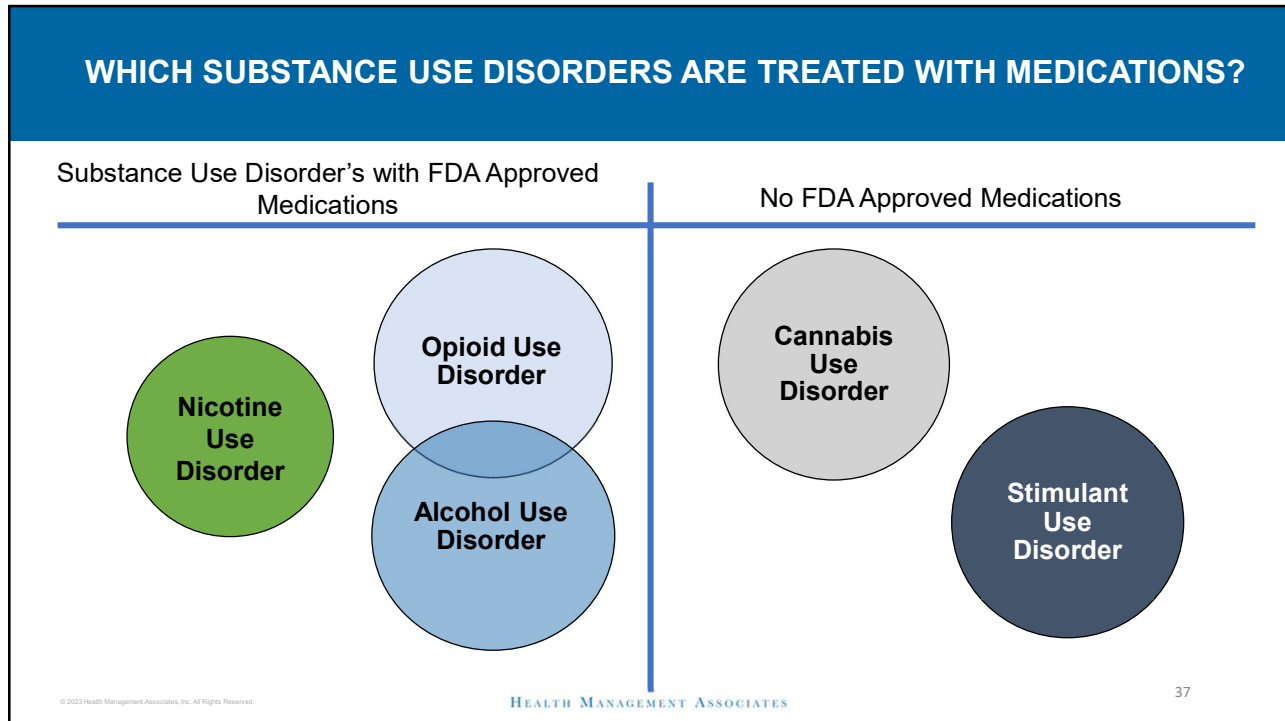 WHICH SUBSTANCE USE DISORDERS ARE TREATED WITH MEDICATIONS?
Substance Use Disorder’s with FDA Approved
Medications
No FDA Approved Medications
Nicotine
Use
Disorder
Opioid Use
Disorder
Alcohol Use
Disorder
Cannabis
Use
Disorder
Stimulant
Use
Disorder
© 2023 Health Management Associates, Inc. All Rights Reserved.
HEALTH MANAGEMENT ASSOCIATES
37